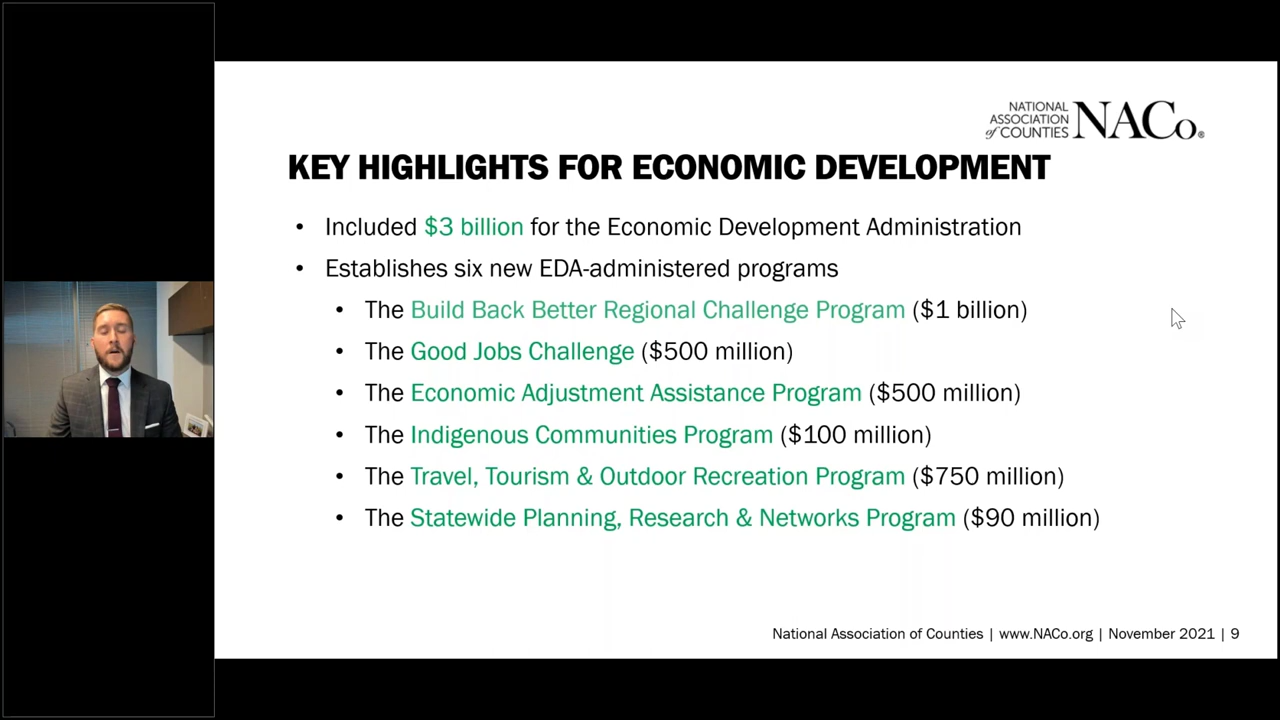 NATIONAL
ASSOCIATION
of COUNTIES
NACo®
KEY HIGHLIGHTS FOR ECONOMIC DEVELOPMENT
• Included $3 billion for the Economic Development Administration
• Establishes six new EDA-administered programs
• The Build Back Better Regional Challenge Program ($1 billion)
• The Good Jobs Challenge ($500 million)
• The Economic Adjustment Assistance Program ($500 million)
• The Indigenous Communities Program ($100 million)
• The Travel, Tourism & Outdoor Recreation Program ($750 million)
• The Statewide Planning, Research & Networks Program ($90 million)
National Association of Counties | www.NACo.org | November 2021 | 9